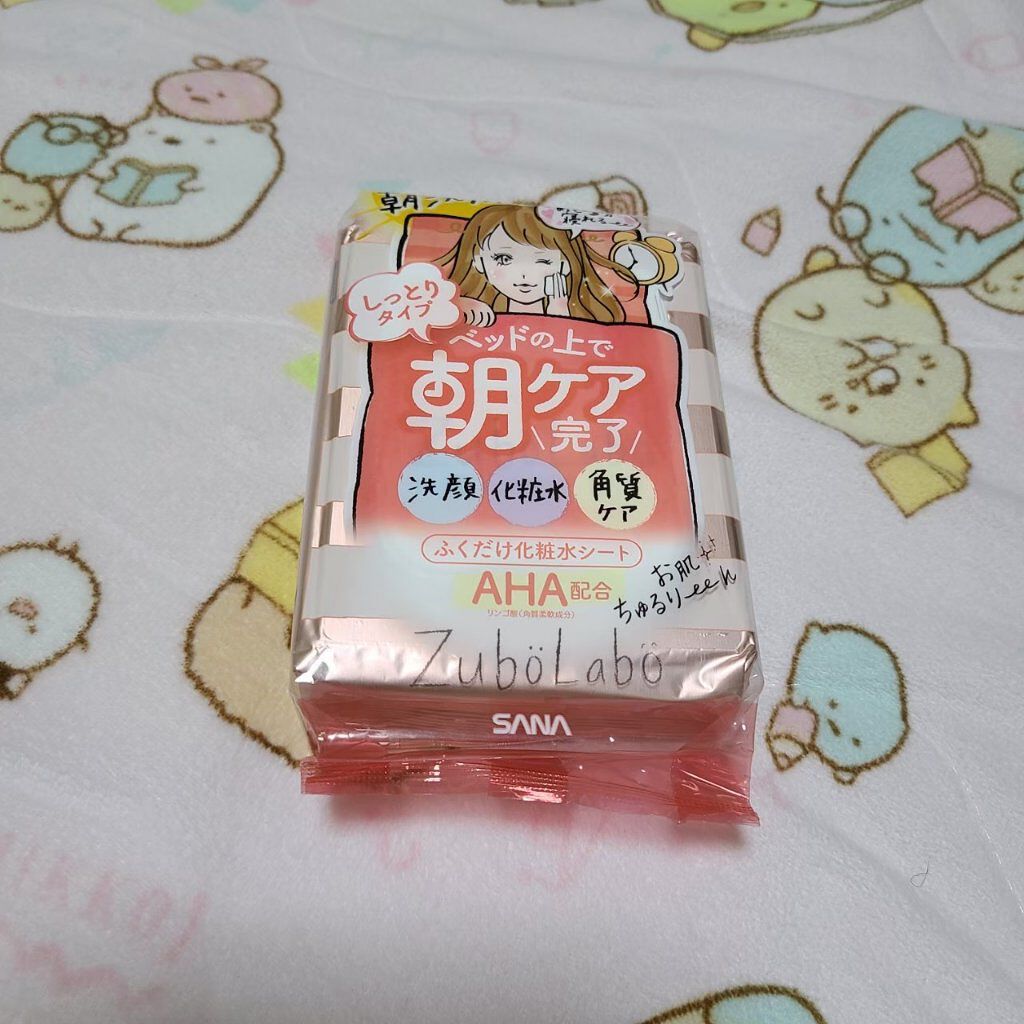 しっとり
タイプ
ベッドの上で
朝ケア
\完了/
洗顔
化粧水
角質
ケア
ふくだけ化粧水シート
AHA配合
リンゴ酸(角質柔軟成分)
お肌
ちゅるりーeeん
ZuböLabö
SANA